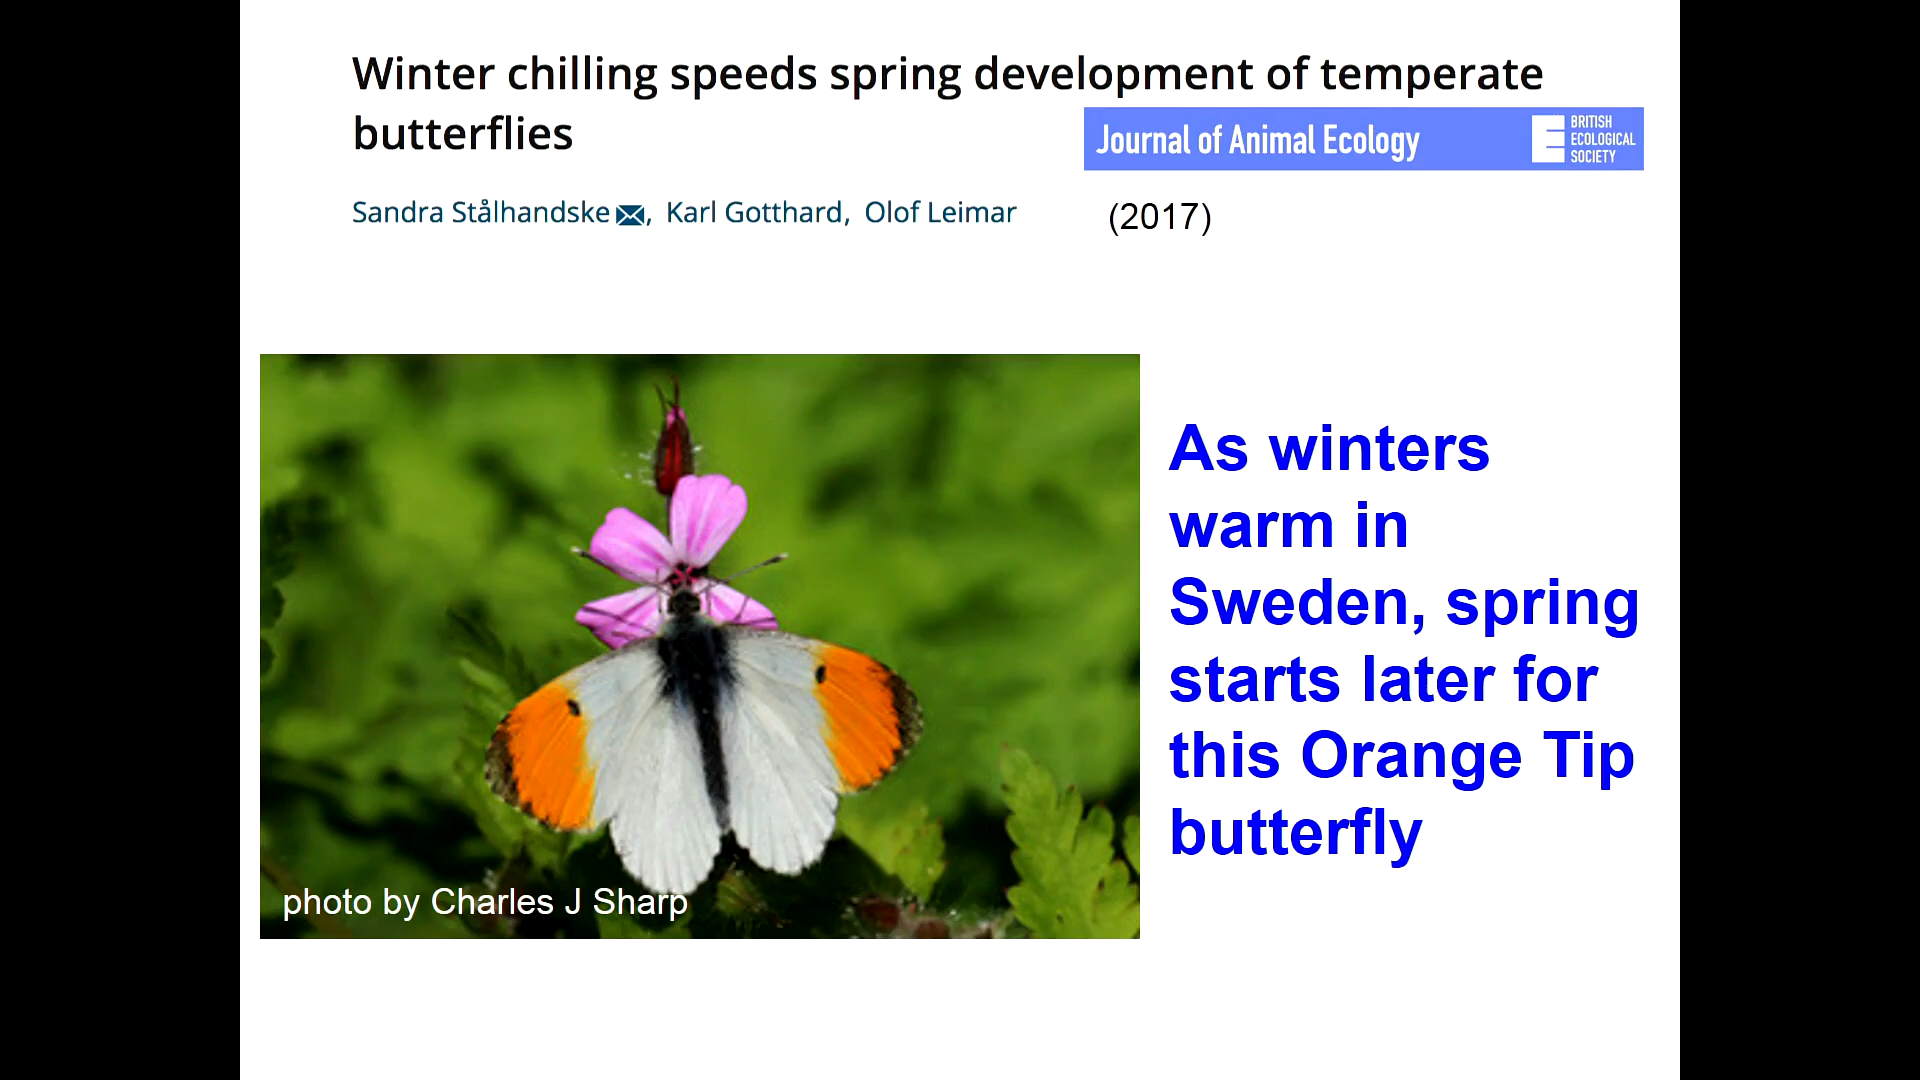 Winter chilling speeds spring development of temperate
butterflies
Journal of Animal Ecology
BRITISH
ECOLOGICAL
SOCIETY
Sandra Stålhandske, Karl Gotthard, Olof Leimar
(2017)
As winters
warm in
Sweden, spring
starts later for
this Orange Tip
butterfly
photo by Charles J Sharp